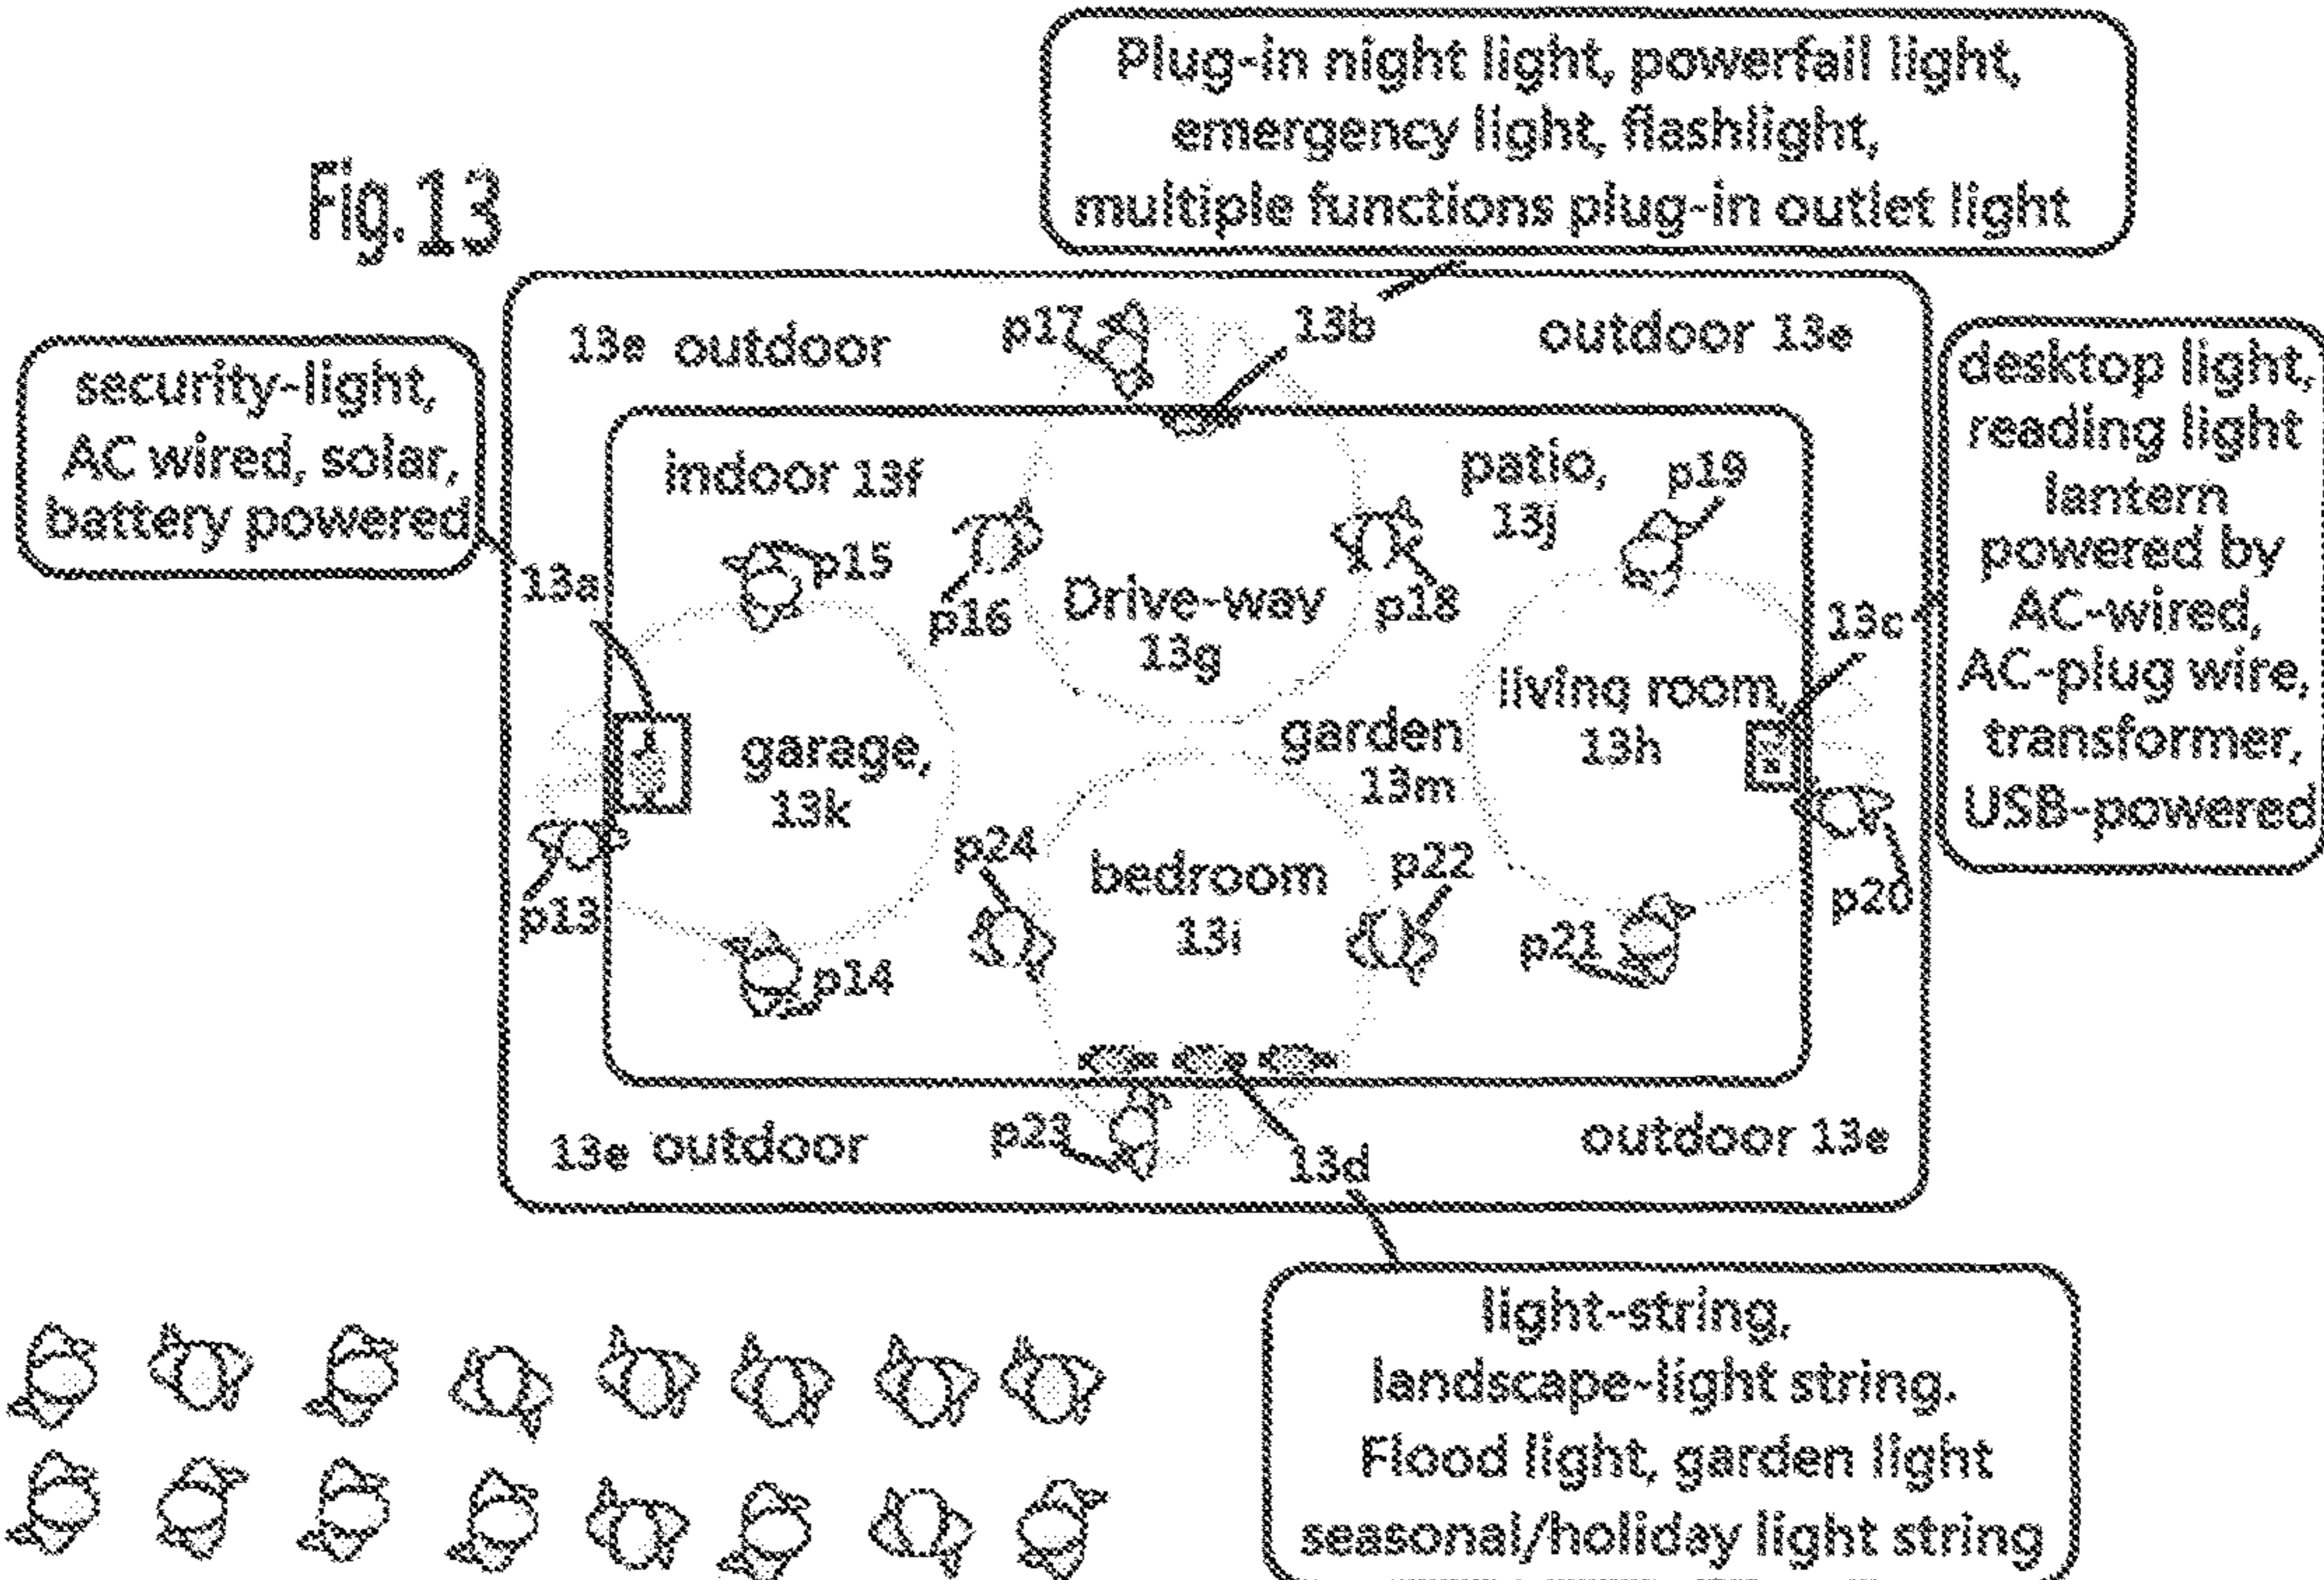 Plug-in night light, powerfail light,
emergency light, flashlight,
multiple functions plug-in outlet light
Fig.13
security-light,
AC wired, solar,
battery powered
13e outdoor
p17
13b
outdoor 13e
desktop light,
reading light
lantern
powered by
AC-wired,
AC-plug wire,
transformer,
USB-powered
indoor 13f
patio,
13j
p19
13a
p15
p16
Drive-way
13g
p18
13c
living room
13h
garage,
13k
garden
13m
p24
bedroom
13i
p22
p13
p14
p21
p20
13e outdoor
p23
13d
outdoor 13e
light-string,
landscape-light string.
Flood light, garden light
seasonal/holiday light string